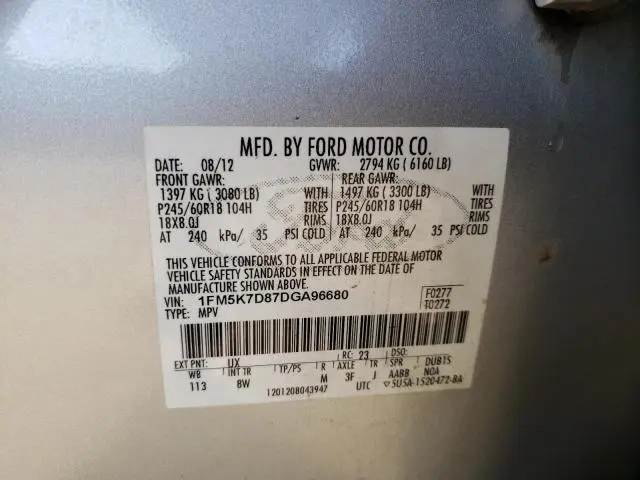 MFD. BY FORD MOTOR CO.
DATE: 08/12 GVWR: 2794 KG ( 6160 LB)
FRONT GAWR: REAR GAWR:
1397 KG ( 3080 LB) WITH 1497 KG ( 3300 LB) WITH
P245/60R18 104H TIRES P245/60R18 104H TIRES
18X8.0J RIMS 18X8.0J RIMS
AT 240 kPa/ 35 PSI COLD AT 240 kPa/ 35 PSI COLD
THIS VEHICLE CONFORMS TO ALL APPLICABLE FEDERAL MOTOR
VEHICLE SAFETY STANDARDS IN EFFECT ON THE DATE OF
MANUFACTURE SHOWN ABOVE.
VIN: 1FM5K7D87DGA96680 F0277
TYPE: MPV T0272
EXT PNT: UX RC: 23 DSO:
WB INT TR TP/PS R AXLE TR SPR DUBIS
113 BW M 3F J AABB NOA
1201208043947 UTC ▽5USA-1520472-BA